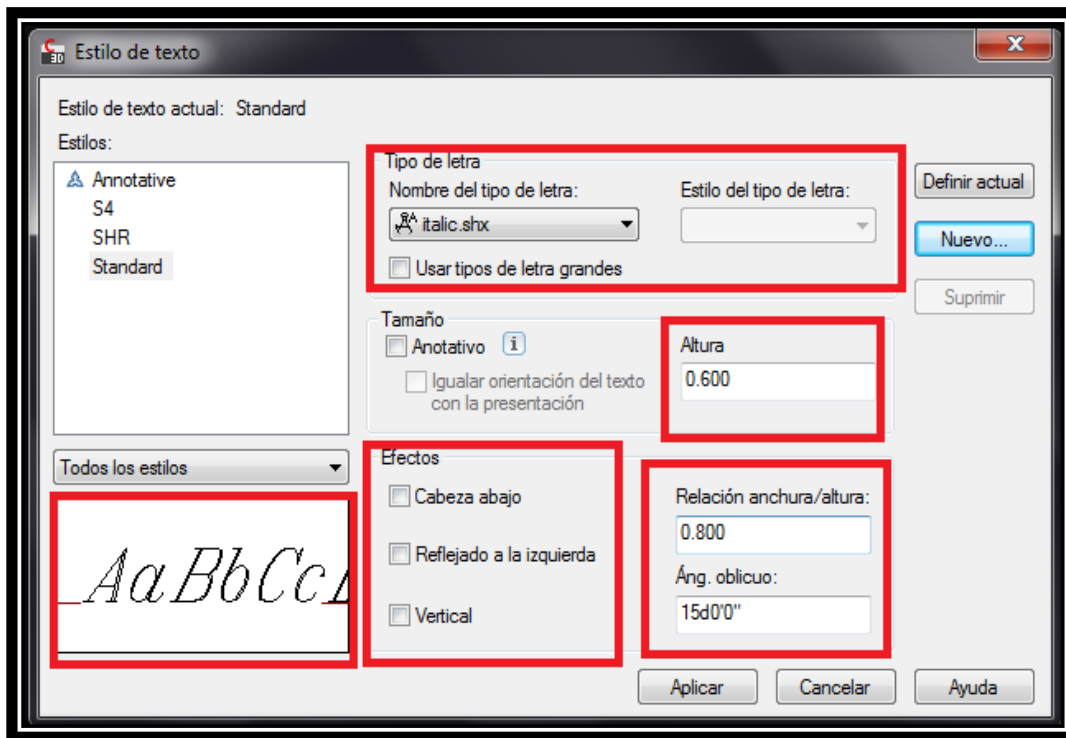 Estilo de texto
Estilo de texto actual: Standard
Estilos:
Annotative
S4
SHR
Standard
Todos los estilos
AaBbCc
Tipo de letra
Nombre del tipo de letra:
Estilo del tipo de letra:
italic.shx
Usar tipos de letra grandes
Tamaño
Anotativo
Igualar orientación del texto
con la presentación
Altura
0.600
Efectos
Cabeza abajo
Reflejado a la izquierda
Vertical
Relación anchura/altura:
0.800
Áng. oblicuo:
15d0'0"
Definir actual
Nuevo...
Suprimir
Aplicar
Cancelar
Ayuda